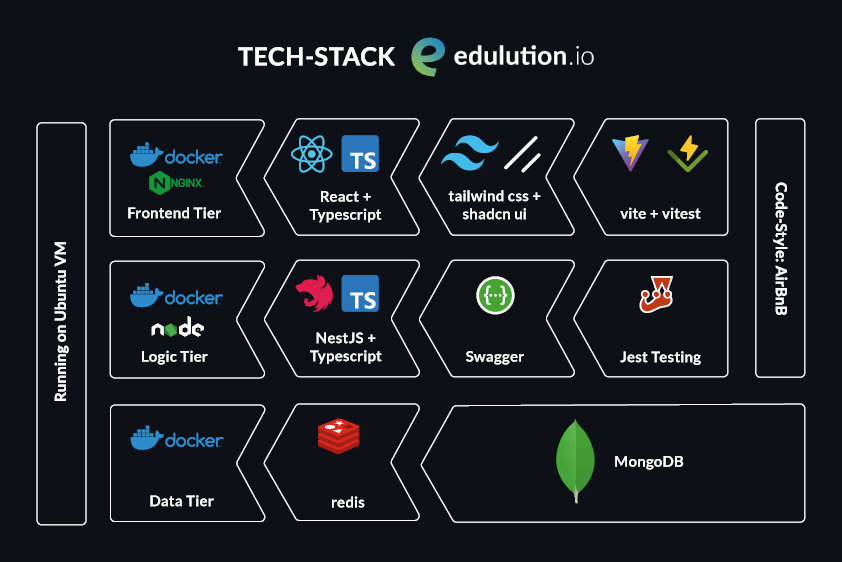 TECH-STACK edulution.io
Running on Ubuntu VM
docker
NGINX
Frontend Tier
TS
React +
Typescript
tailwind css +
shadcn ui
vite + vitest
Code-Style: AirBnB
docker
node
Logic Tier
TS
NestJS +
Typescript
{...}
Swagger
Jest Testing
docker
Data Tier
redis
MongoDB